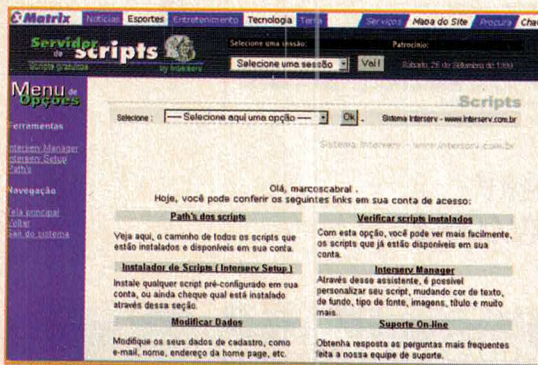 Matrix Notícias Esportes Entretenimento Tecnologia Teen Serviços Mapa do Site Procura
Servidor de scripts
Scripts gratuitos by Interserv
Selecione uma sessão:
Selecione uma sessão Vai!
Patrocínio:
Sábado, 25 de Setembro de 1999
Menu de Opções
Ferramentas
Interserv Manager
Interserv Setup
Path's
Navegação
Tela principal
Voltar
Sair do sistema
Scripts
Selecione: ---- Selecione aqui uma opção ---- Ok. Sistema Interserv - www.interserv.com.br
Sistema Interserv - www.interserv.com.br
Olá, marcoscabral .
Hoje, você pode conferir os seguintes links em sua conta de acesso:
Path's dos scripts
Veja aqui, o caminho de todos os scripts que
estão instalados e disponíveis em sua conta.
Verificar scripts instalados
Com esta opção, você pode ver mais facilmente,
os scripts que já estão disponíveis em sua
conta.
Instalador de Scripts ( Interserv Setup )
Instale qualquer script pré-configurado em sua
conta, ou ainda cheque qual está instalado
através dessa seção.
Interserv Manager
Através desse assistente, é possível
personalizar seu script, mudando cor de texto,
de fundo, tipo de fonte, imagens, título e muito
mais.
Modificar Dados
Modifique os seus dados de cadastro, como
e-mail, nome, endereço da home page, etc.
Suporte On-line
Obtenha resposta as perguntas mais frequentes
feita a nossa equipe de suporte.